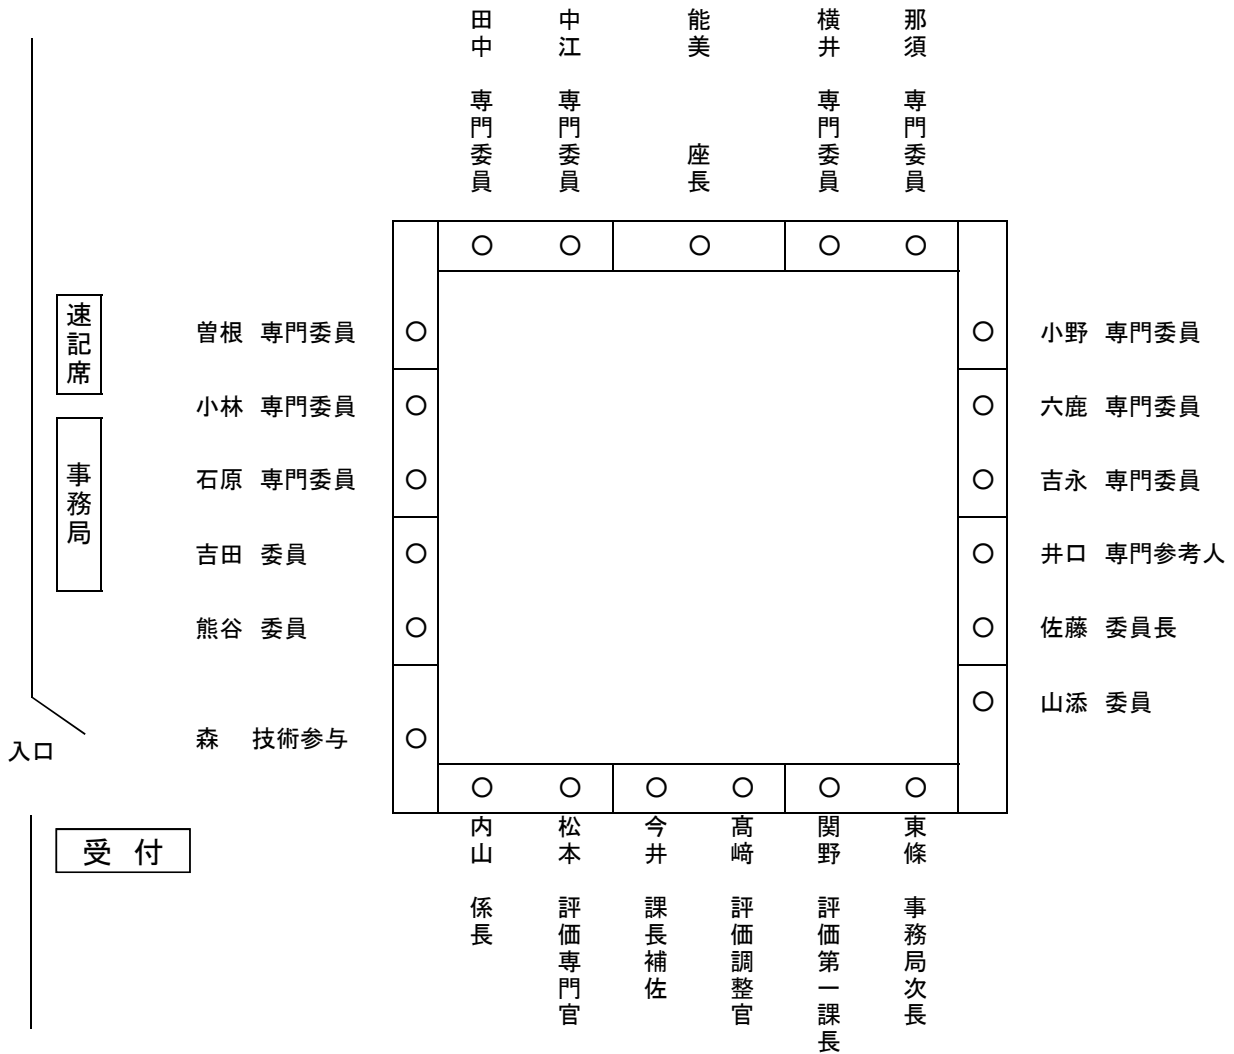 田中 専門委員
中江 専門委員
能美 座長
横井 専門委員
那須 専門委員
速記席
事務局
曽根 専門委員
小林 専門委員
石原 専門委員
吉田 委員
熊谷 委員
森 技術参与
小野 専門委員
六鹿 専門委員
吉永 専門委員
井口 専門参考人
佐藤 委員長
山添 委員
入口
受 付
内山 係長
松本 評価専門官
今井 課長補佐
髙﨑 評価調整官
関野 評価第一課長
東條 事務局次長